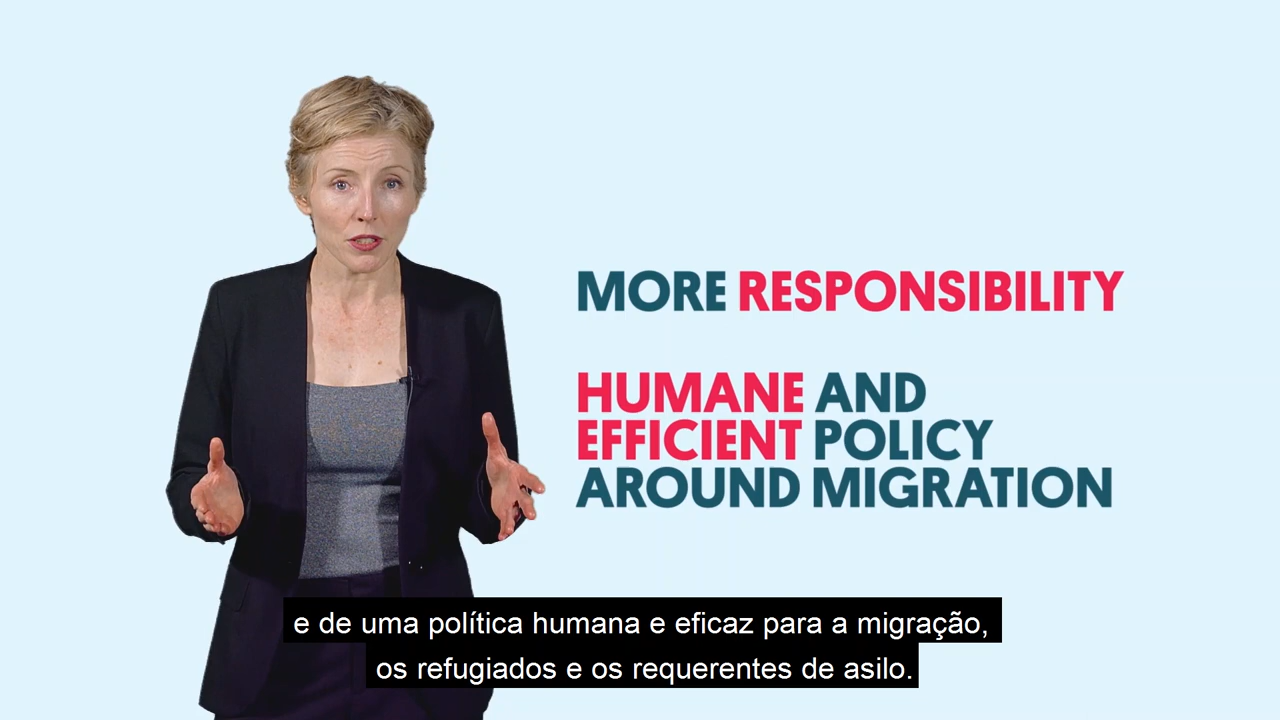 MORE RESPONSIBILITY
HUMANE AND
EFFICIENT POLICY
AROUND MIGRATION
e de uma política humana e eficaz para a migração,
os refugiados e os requerentes de asilo.